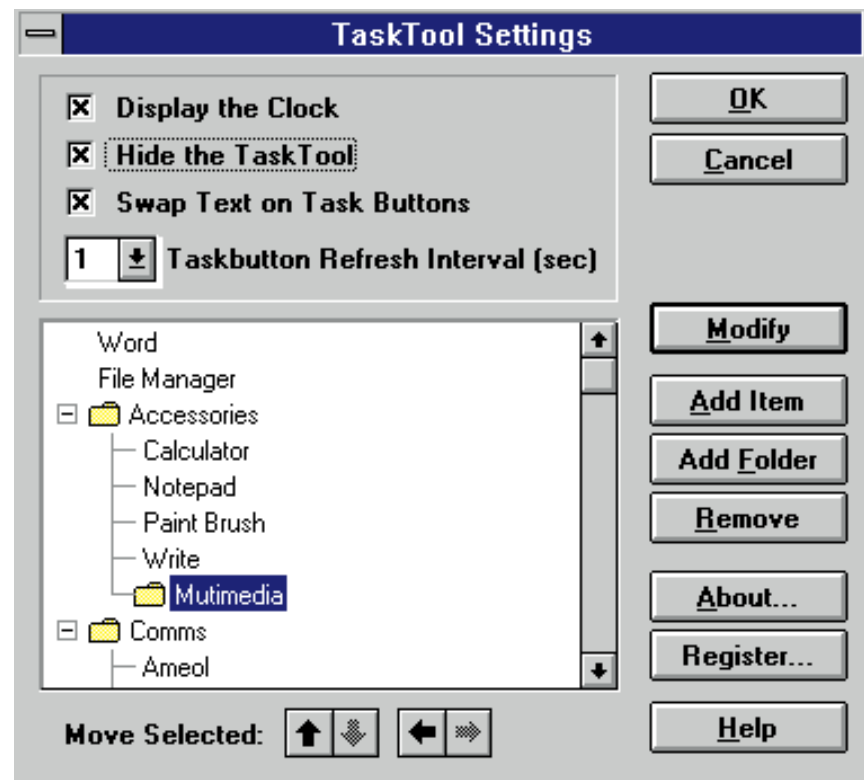 TaskTool Settings
Display the Clock
Hide the TaskTool
Swap Text on Task Buttons
1 Taskbutton Refresh Interval (sec)
OK
Cancel
Word
File Manager
Accessories
Calculator
Notepad
Paint Brush
Write
Mutimedia
Comms
Ameol
Modify
Add Item
Add Folder
Remove
About...
Register...
Help
Move Selected: